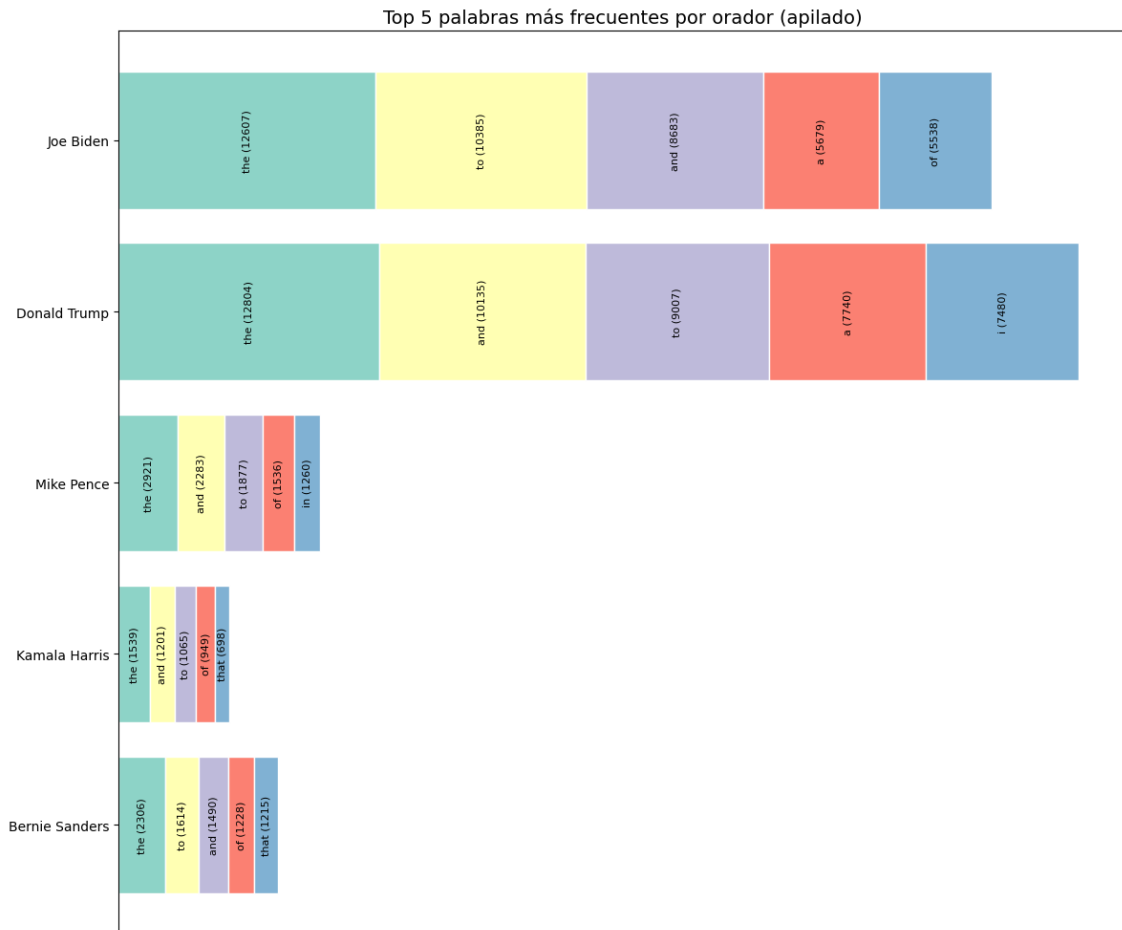 Top 5 palabras más frecuentes por orador (apilado)
Joe Biden
the (12607)
to (10385)
and (8683)
a (5679)
of (5538)
Donald Trump
the (12804)
and (10135)
to (9007)
a (7740)
i (7480)
Mike Pence
the (2921)
and (2283)
to (1877)
of (1536)
in (1260)
Kamala Harris
the (1539)
and (1201)
to (1065)
of (949)
that (698)
Bernie Sanders
the (2306)
to (1614)
and (1490)
of (1228)
that (1215)